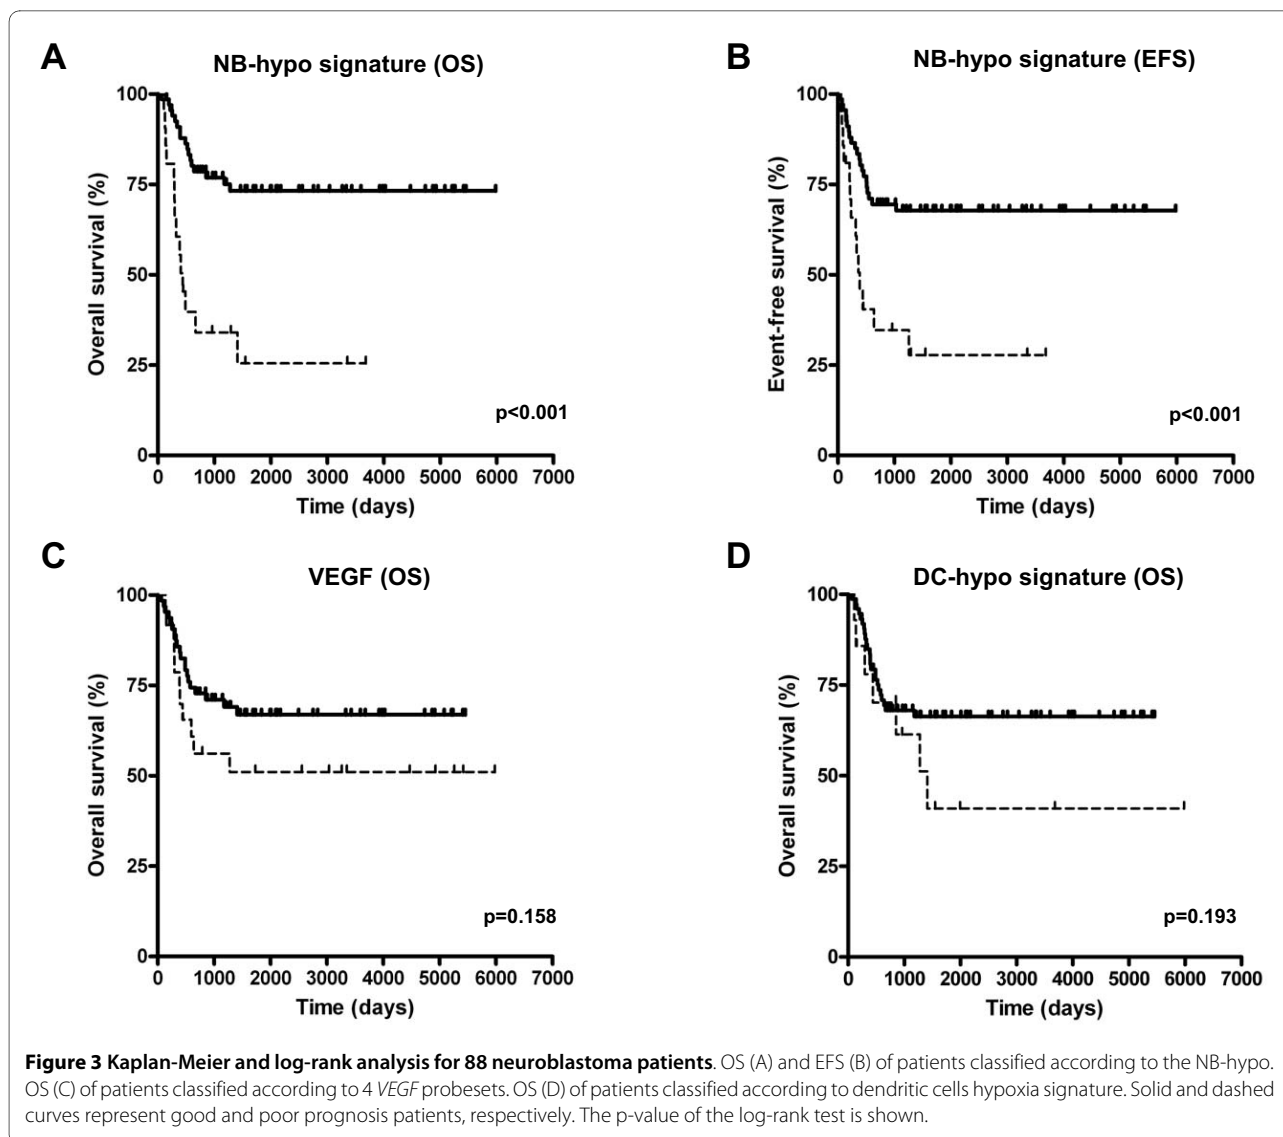 A
NB-hypo signature (OS)
100
75
50
25
0
Overall survival (%)
p<0.001
0 1000 2000 3000 4000 5000 6000 7000
Time (days)
B
NB-hypo signature (EFS)
100
75
50
25
0
Event-free survival (%)
p<0.001
0 1000 2000 3000 4000 5000 6000 7000
Time (days)
C
VEGF (OS)
100
75
50
25
0
Overall survival (%)
p=0.158
0 1000 2000 3000 4000 5000 6000 7000
Time (days)
D
DC-hypo signature (OS)
100
75
50
25
0
Overall survival (%)
p=0.193
0 1000 2000 3000 4000 5000 6000 7000
Time (days)
Figure 3 Kaplan-Meier and log-rank analysis for 88 neuroblastoma patients. OS (A) and EFS (B) of patients classified according to the NB-hypo.
OS (C) of patients classified according to 4 VEGF probesets. OS (D) of patients classified according to dendritic cells hypoxia signature. Solid and dashed
curves represent good and poor prognosis patients, respectively. The p-value of the log-rank test is shown.